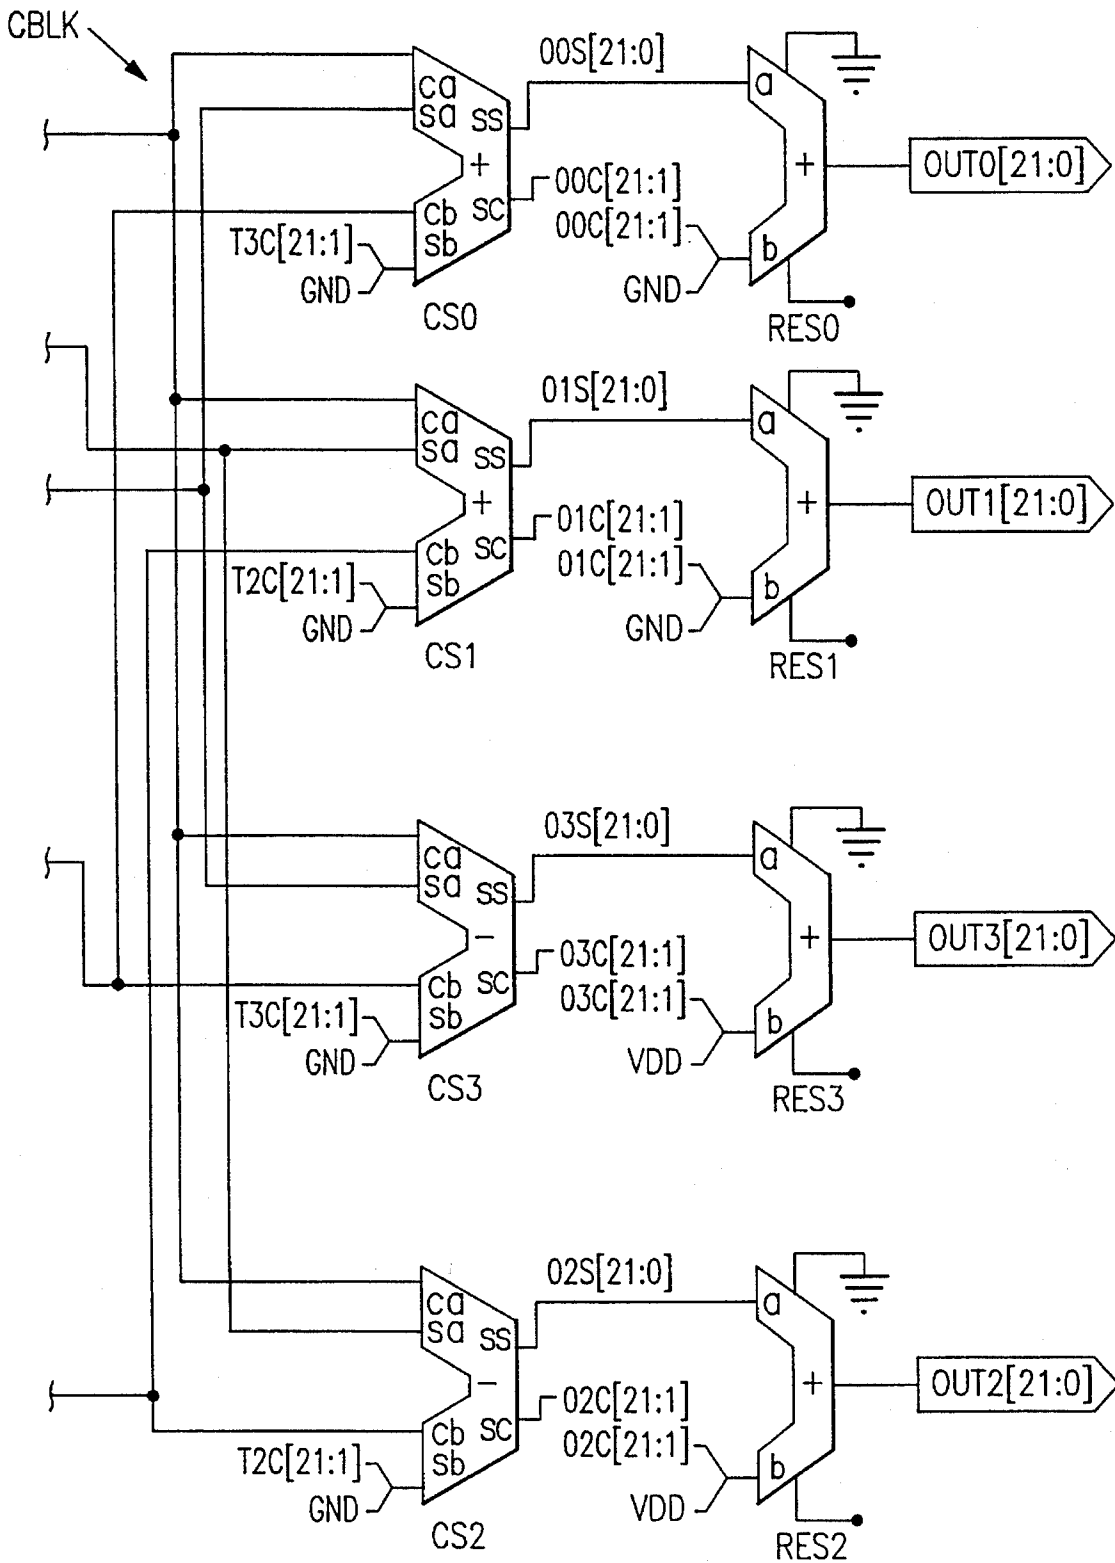 CBLK
ca
sa
SS
+
Cb
SC
Sb
T3C[21:1]
GND
CS0
00S[21:0]
00C[21:1]
00C[21:1]
GND
a
+
b
RES0
OUT0[21:0]
ca
sa
SS
+
Cb
SC
Sb
T2C[21:1]
GND
CS1
01S[21:0]
01C[21:1]
01C[21:1]
GND
a
+
b
RES1
OUT1[21:0]
ca
sa
SS
-
Cb
SC
Sb
T3C[21:1]
GND
CS3
03S[21:0]
03C[21:1]
03C[21:1]
VDD
a
+
b
RES3
OUT3[21:0]
ca
sa
SS
-
Cb
SC
Sb
T2C[21:1]
GND
CS2
02S[21:0]
02C[21:1]
02C[21:1]
VDD
a
+
b
RES2
OUT2[21:0]